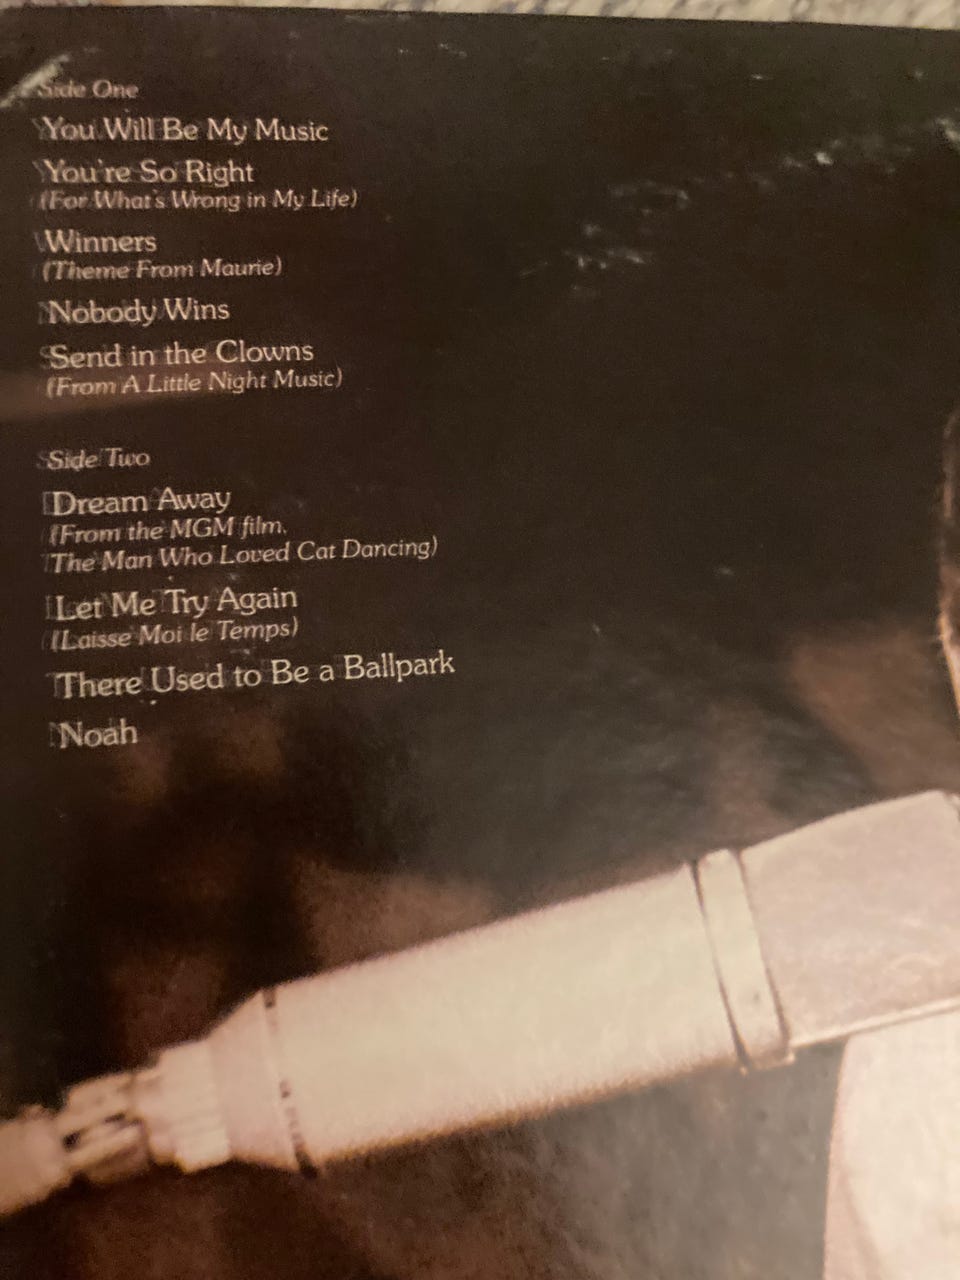 Side One
You Will Be My Music
You're So Right
(For What's Wrong in My Life)
Winners
(Theme From Maurie)
Nobody Wins
Send in the Clowns
(From A Little Night Music)
Side Two
Dream Away
(From the MGM film,
The Man Who Loved Cat Dancing)
Let Me Try Again
(Laisse Moi le Temps)
There Used to Be a Ballpark
Noah